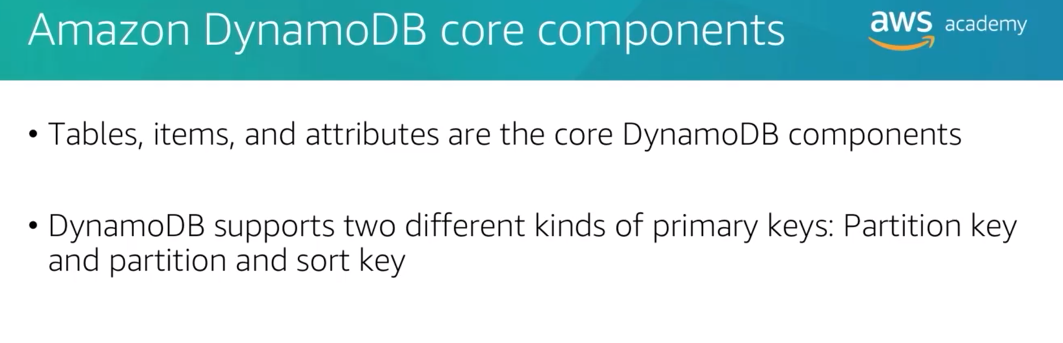 Amazon DynamoDB core components
aws academy
• Tables, items, and attributes are the core DynamoDB components
• DynamoDB supports two different kinds of primary keys: Partition key
and partition and sort key